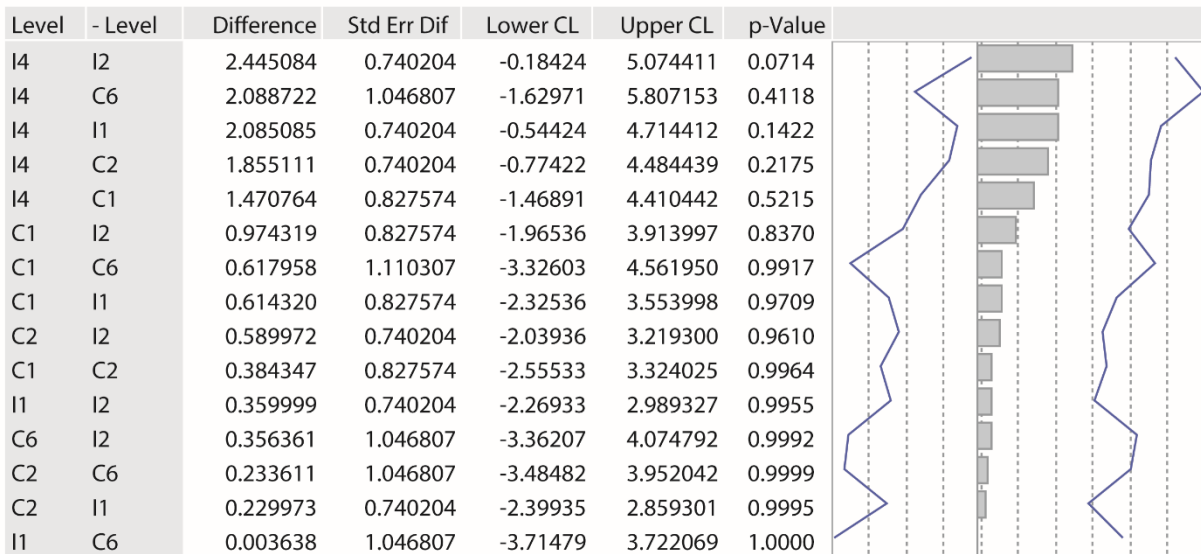 Level - Level Difference Std Err Dif Lower CL Upper CL p-Value
I4 I2 2.445084 0.740204 -0.18424 5.074411 0.0714
I4 C6 2.088722 1.046807 -1.62971 5.807153 0.4118
I4 I1 2.085085 0.740204 -0.54424 4.714412 0.1422
I4 C2 1.855111 0.740204 -0.77422 4.484439 0.2175
I4 C1 1.470764 0.827574 -1.46891 4.410442 0.5215
C1 I2 0.974319 0.827574 -1.96536 3.913997 0.8370
C1 C6 0.617958 1.110307 -3.32603 4.561950 0.9917
C1 I1 0.614320 0.827574 -2.32536 3.553998 0.9709
C2 I2 0.589972 0.740204 -2.03936 3.219300 0.9610
C1 C2 0.384347 0.827574 -2.55533 3.324025 0.9964
I1 I2 0.359999 0.740204 -2.26933 2.989327 0.9955
C6 I2 0.356361 1.046807 -3.36207 4.074792 0.9992
C2 C6 0.233611 1.046807 -3.48482 3.952042 0.9999
C2 I1 0.229973 0.740204 -2.39935 2.859301 0.9995
I1 C6 0.003638 1.046807 -3.71479 3.722069 1.0000